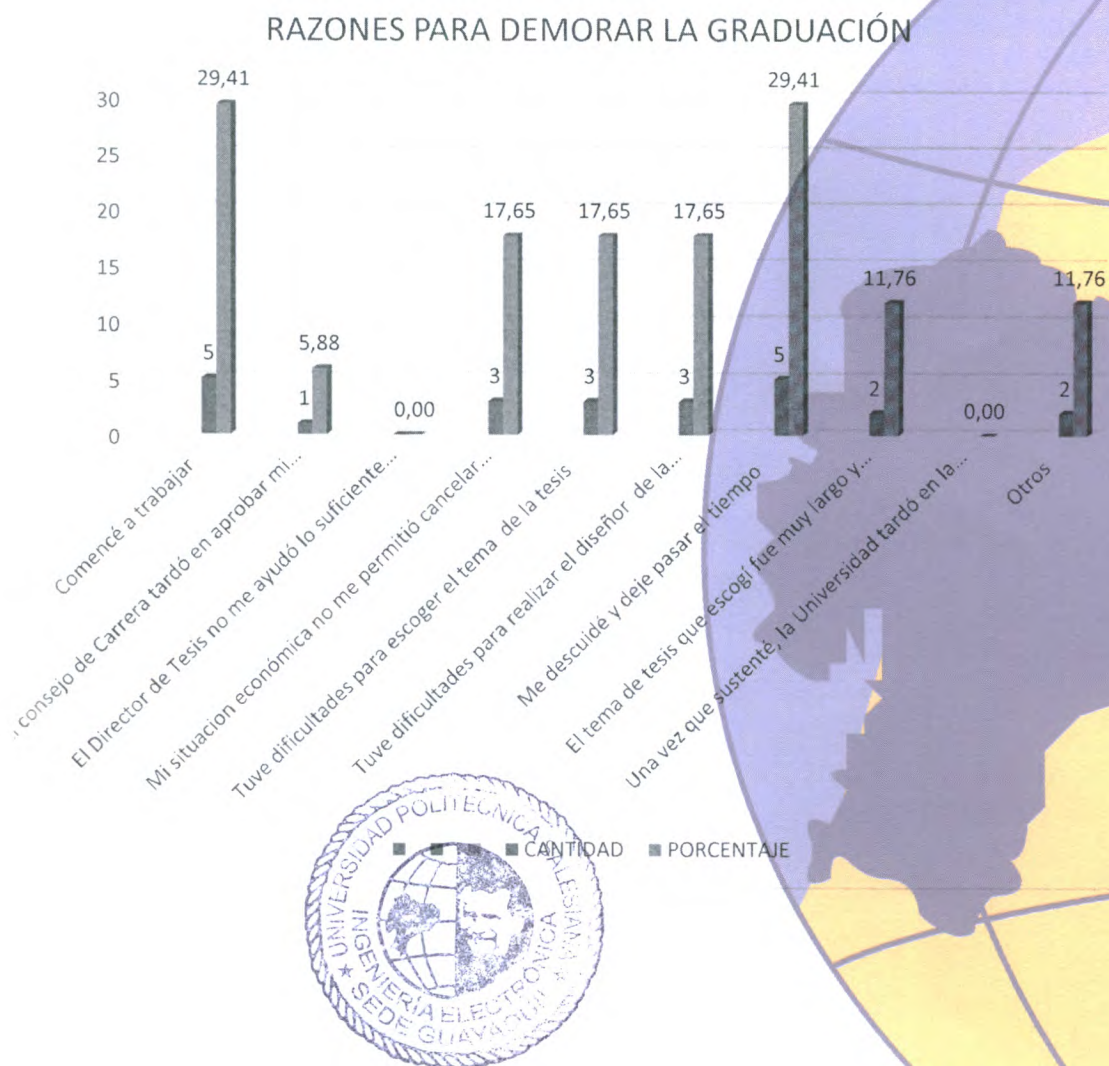 RAZONES PARA DEMORAR LA GRADUACIÓN
30
25
20
15
10
5
0
29,41
5
5,88
1
0,00
17,65
3
17,65
3
17,65
3
29,41
5
11,76
2
0,00
11,76
2
Comencé a trabajar
consejo de Carrera tardó en aprobar mi...
El Director de Tesis no me ayudó lo suficiente...
Mi situacion económica no me permitió cancelar...
Tuve dificultades para escoger el tema de la tesis
Tuve dificultades para realizar el diseñor de la...
Me descuidé y deje pasar el tiempo
El tema de tesis que escogí fue muy largo y...
Una vez que sustenté, la Universidad tardó en la...
Otros
CANTIDAD PORCENTAJE
UNIVERSIDAD POLITECNICA SALESIANA
INGENIERIA ELECTRONICA
SEDE GUAYAQUIL